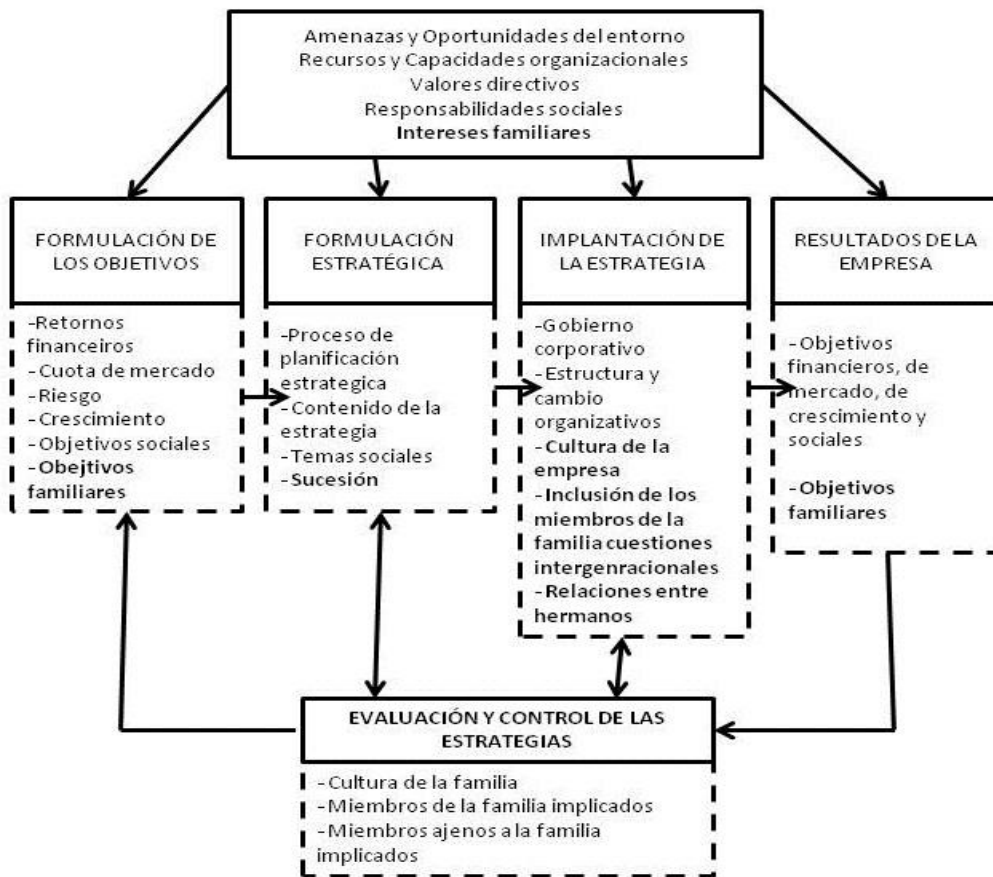 Amenazas y Oportunidades del entorno
Recursos y Capacidades organizacionales
Valores directivos
Responsabilidades sociales
Intereses familiares
FORMULACIÓN DE
LOS OBJETIVOS
-Retornos
financeiros
-Cuota de mercado
-Riesgo
-Crecimiento
-Objetivos sociales
-Obejtivos
familiares
FORMULACIÓN
ESTRATÉGICA
-Proceso de
planificación
estrategica
-Contenido de la
estrategia
-Temas sociales
-Sucesión
IMPLANTACIÓN DE
LA ESTRATEGIA
-Gobierno
corporativo
-Estructura y
cambio
organizativos
-Cultura de la
empresa
-Inclusión de los
miembros de la
familia cuestiones
intergenracionales
-Relaciones entre
hermanos
RESULTADOS DE LA
EMPRESA
-Objetivos
financieros, de
mercado, de
crecimiento y
sociales
-Objetivos
familiares
EVALUACIÓN Y CONTROL DE LAS
ESTRATEGIAS
-Cultura de la familia
-Miembros de la familia implicados
-Miembros ajenos a la familia
implicados